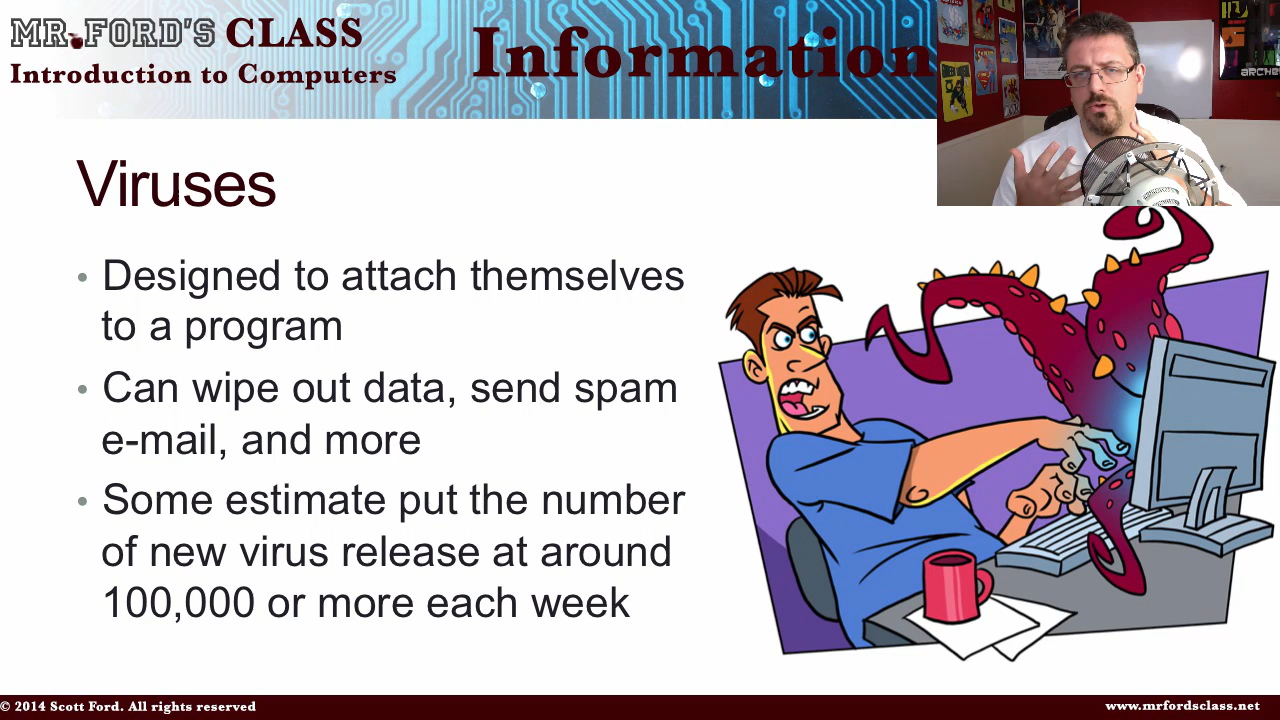 MR.FORD'S CLASS
Introduction to Computers
Information
ARCHE
Viruses
• Designed to attach themselves
to a program
• Can wipe out data, send spam
e-mail, and more
• Some estimate put the number
of new virus release at around
100,000 or more each week
© 2014 Scott Ford. All rights reserved
www.mrfordsclass.net